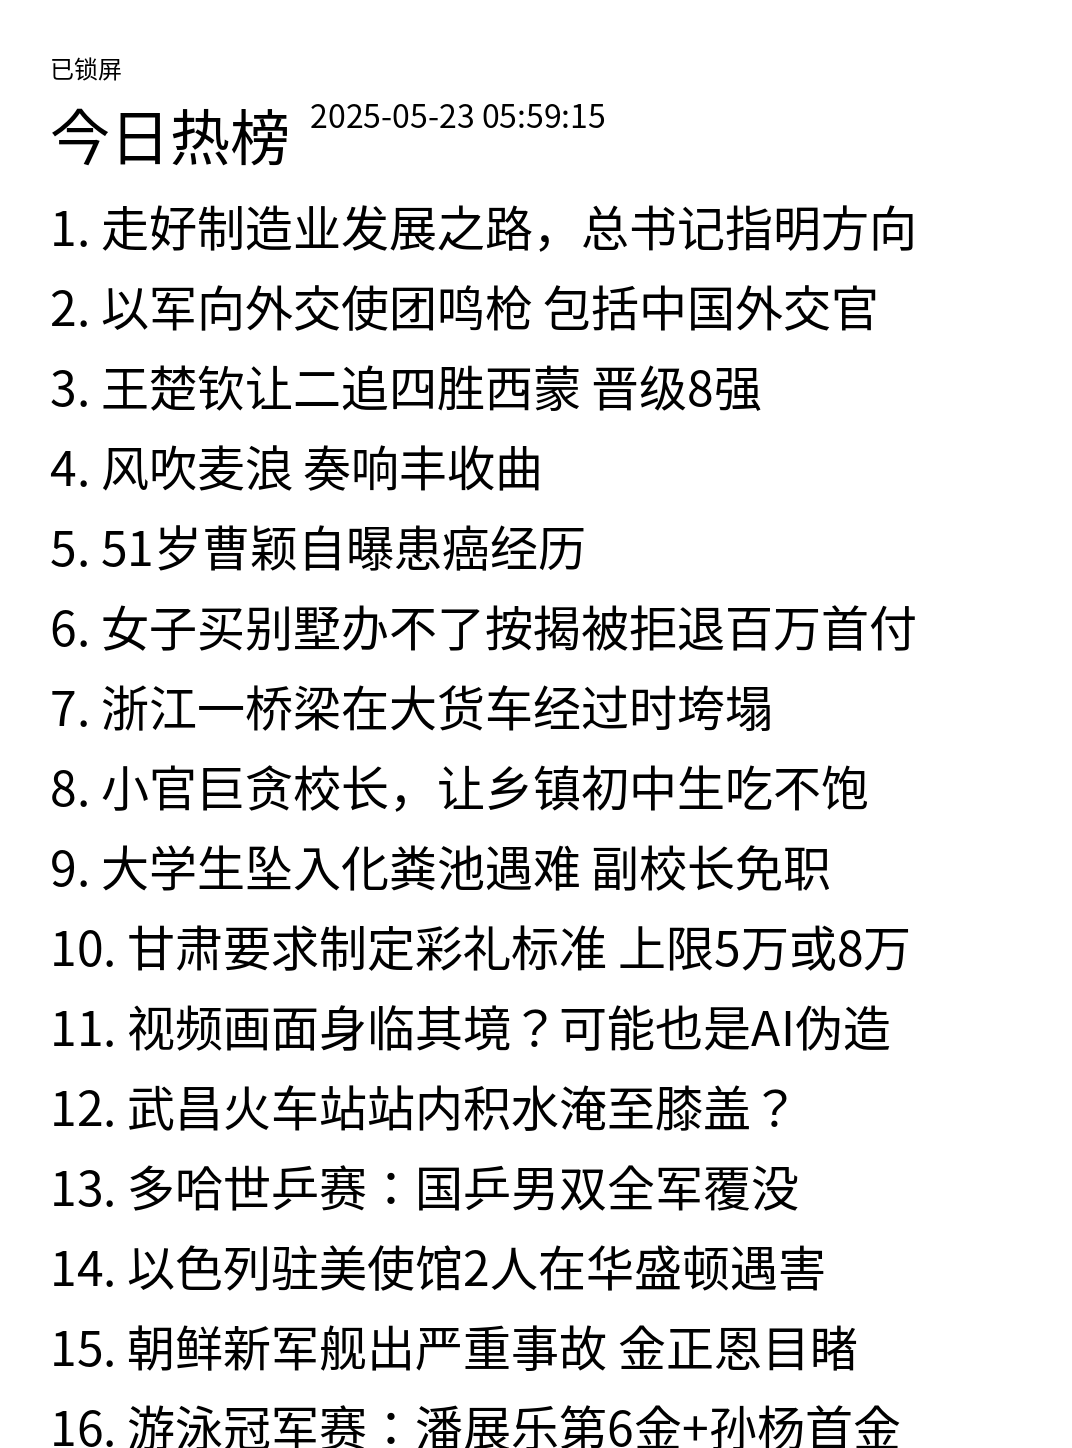 已锁屏
今日热榜 2025-05-23 05:59:15
1. 走好制造业发展之路，总书记指明方向
2. 以军向外交使团鸣枪 包括中国外交官
3. 王楚钦让二追四胜西蒙 晋级8强
4. 风吹麦浪 奏响丰收曲
5. 51岁曹颖自曝患癌经历
6. 女子买别墅办不了按揭被拒退百万首付
7. 浙江一桥梁在大货车经过时垮塌
8. 小官巨贪校长，让乡镇初中生吃不饱
9. 大学生坠入化粪池遇难 副校长免职
10. 甘肃要求制定彩礼标准 上限5万或8万
11. 视频画面身临其境？可能也是AI伪造
12. 武昌火车站站内积水淹至膝盖？
13. 多哈世乒赛：国乒男双全军覆没
14. 以色列驻美使馆2人在华盛顿遇害
15. 朝鲜新军舰出严重事故 金正恩目睹
16. 游泳冠军赛：潘展乐第6金+孙杨首金